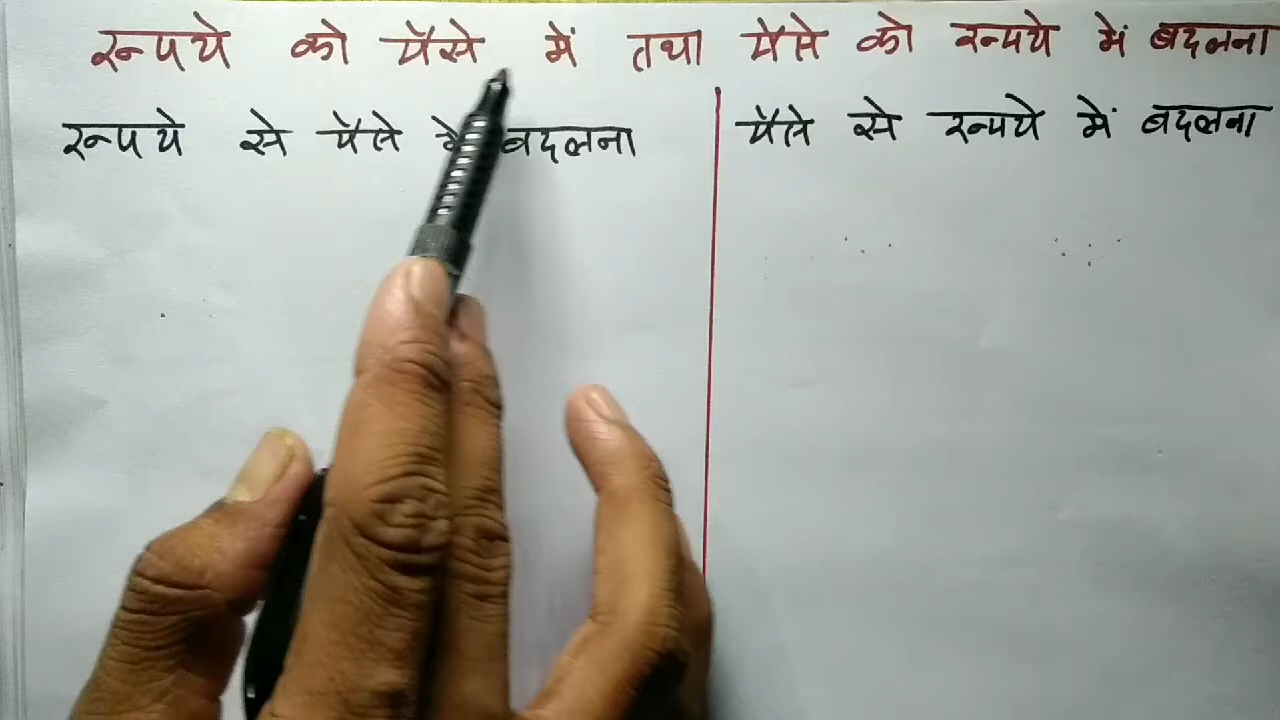 रूपये को पैसे में तथा पैसे को रूपये में बदलना
रूपये से पैसे में बदलना
पैसे से रूपये में बदलना